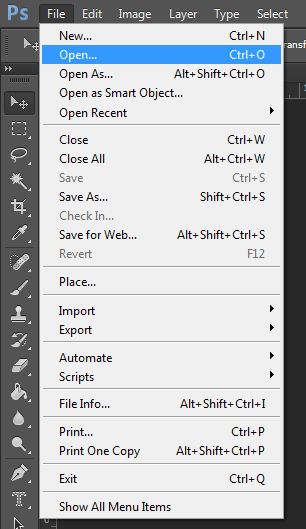 Ps File Edit Image Layer Type Select
New... Ctrl+N
Open... Ctrl+O
Open As... Alt+Shift+Ctrl+O
Open as Smart Object...
Open Recent
Close Ctrl+W
Close All Alt+Ctrl+W
Save Ctrl+S
Save As... Shift+Ctrl+S
Check In...
Save for Web... Alt+Shift+Ctrl+S
Revert F12
Place...
Import
Export
Automate
Scripts
File Info... Alt+Shift+Ctrl+I
Print... Ctrl+P
Print One Copy Alt+Shift+Ctrl+P
Exit Ctrl+Q
Show All Menu Items
T